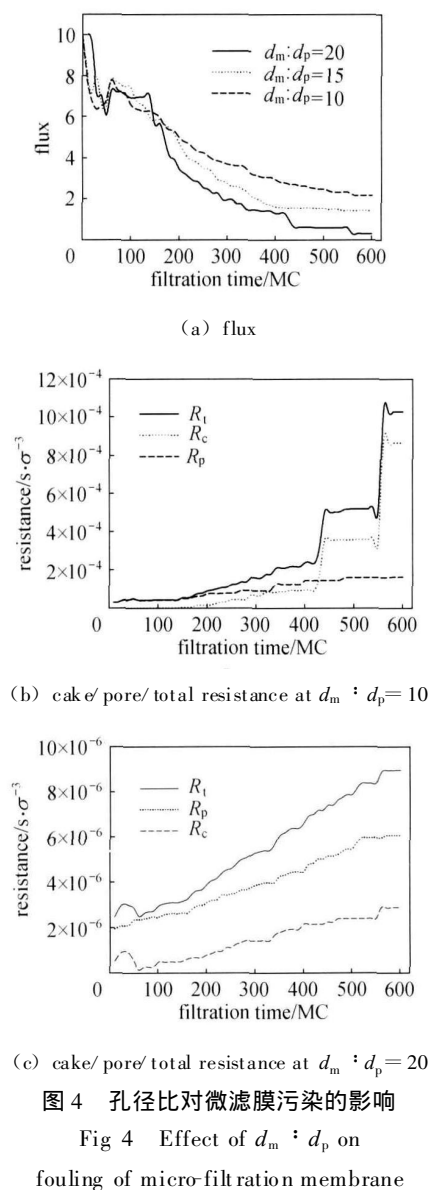 10
8
6
4
2
flux
dm:dp=20
dm:dp=15
dm:dp=10
0 100 200 300 400 500 600
filtration time/MC
(a) flux
12×10⁻⁴
10×10⁻⁴
8×10⁻⁴
6×10⁻⁴
4×10⁻⁴
2×10⁻⁴
resistance/s·σ⁻³
Rt
Rc
Rp
0 100 200 300 400 500 600
filtration time/MC
(b) cake/pore/total resistance at dm:dp=10
10×10⁻⁶
8×10⁻⁶
6×10⁻⁶
4×10⁻⁶
2×10⁻⁶
resistance/s·σ⁻³
Rt
Rp
Rc
0 100 200 300 400 500 600
filtration time/MC
(c) cake/pore/total resistance at dm:dp=20
图 4 孔径比对微滤膜污染的影响
Fig 4 Effect of dm:dp on
fouling of micro-filtration membrane